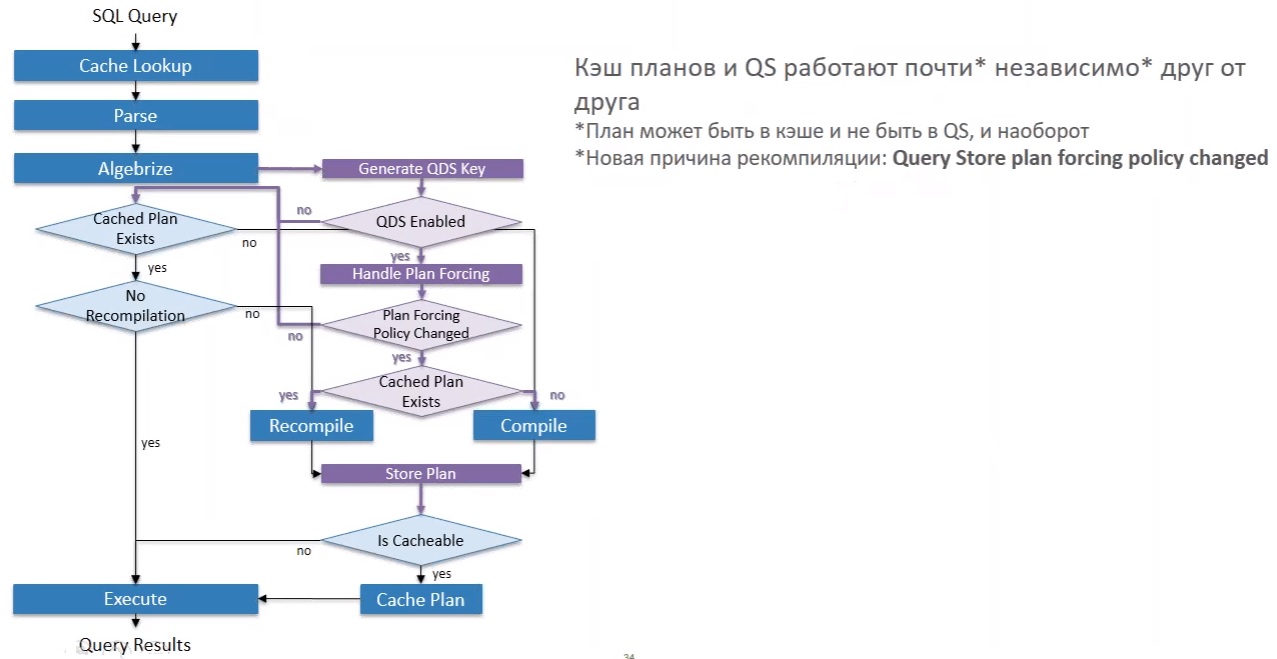 SQL Query
Cache Lookup
Parse
Algebrize
Generate QDS Key
Cached Plan
Exists
no
QDS Enabled
no
yes
yes
Handle Plan Forcing
No
Recompilation
no
Plan Forcing
Policy Changed
no
yes
Cached Plan
Exists
yes
no
Recompile
Compile
yes
Store Plan
Is Cacheable
no
yes
Execute
Cache Plan
Query Results
Кэш планов и QS работают почти* независимо* друг от
друга
*План может быть в кэше и не быть в QS, и наоборот
*Новая причина рекомпиляции: Query Store plan forcing policy changed
34